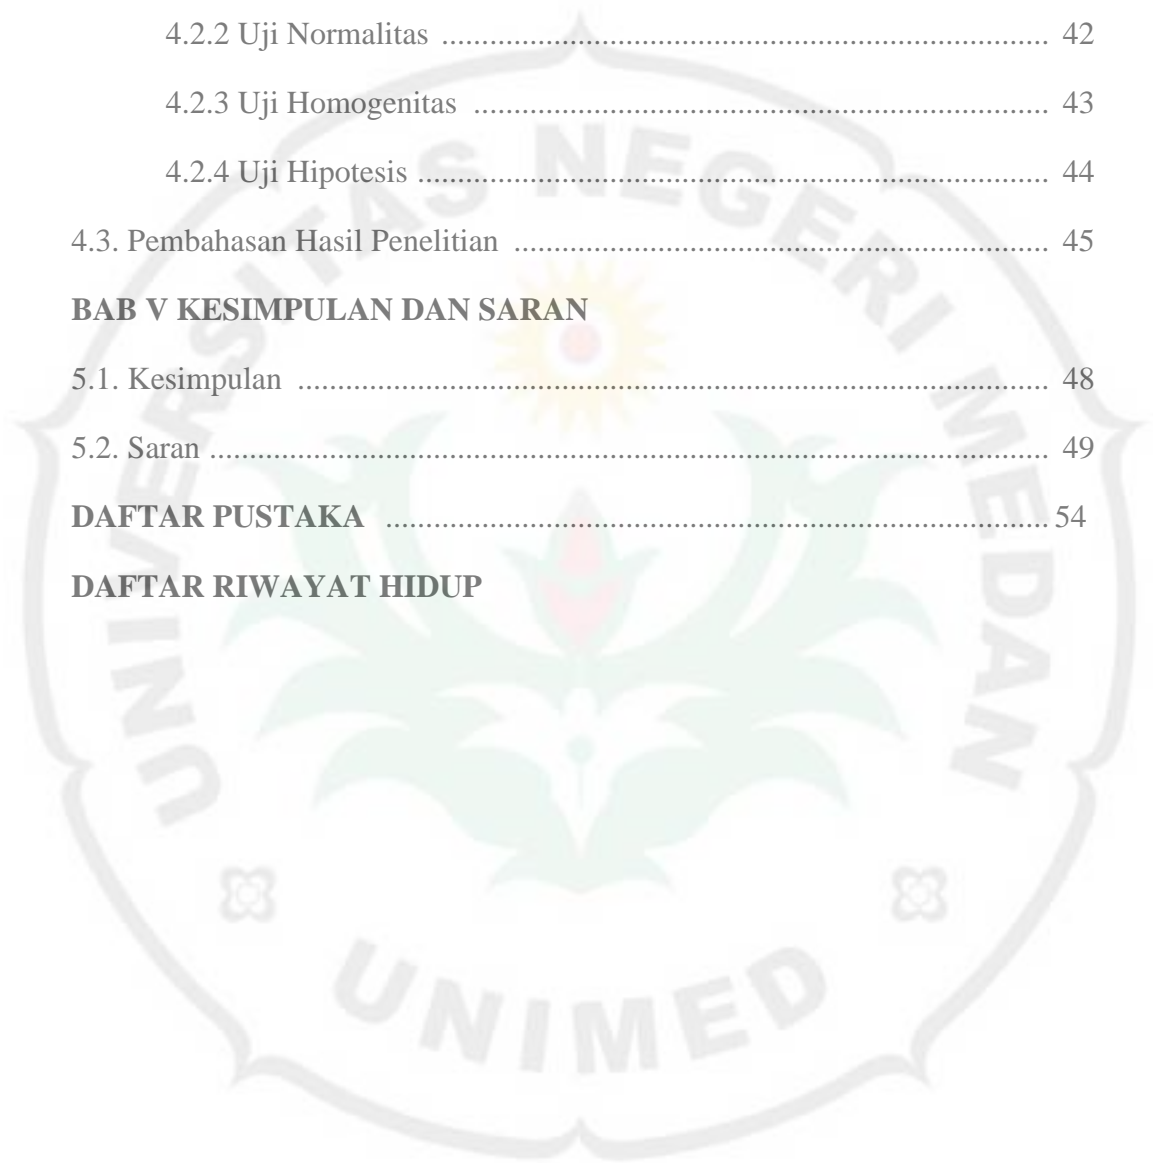 4.2.2 Uji Normalitas ............................................................................ 42
4.2.3 Uji Homogenitas ........................................................................ 43
4.2.4 Uji Hipotesis ............................................................................... 44
4.3. Pembahasan Hasil Penelitian ................................................................... 45
BAB V KESIMPULAN DAN SARAN
5.1. Kesimpulan .............................................................................................. 48
5.2. Saran ......................................................................................................... 49
DAFTAR PUSTAKA ................................................................................... 54
DAFTAR RIWAYAT HIDUP
UNIVERSITAS NEGERI MEDAN
UNIMED